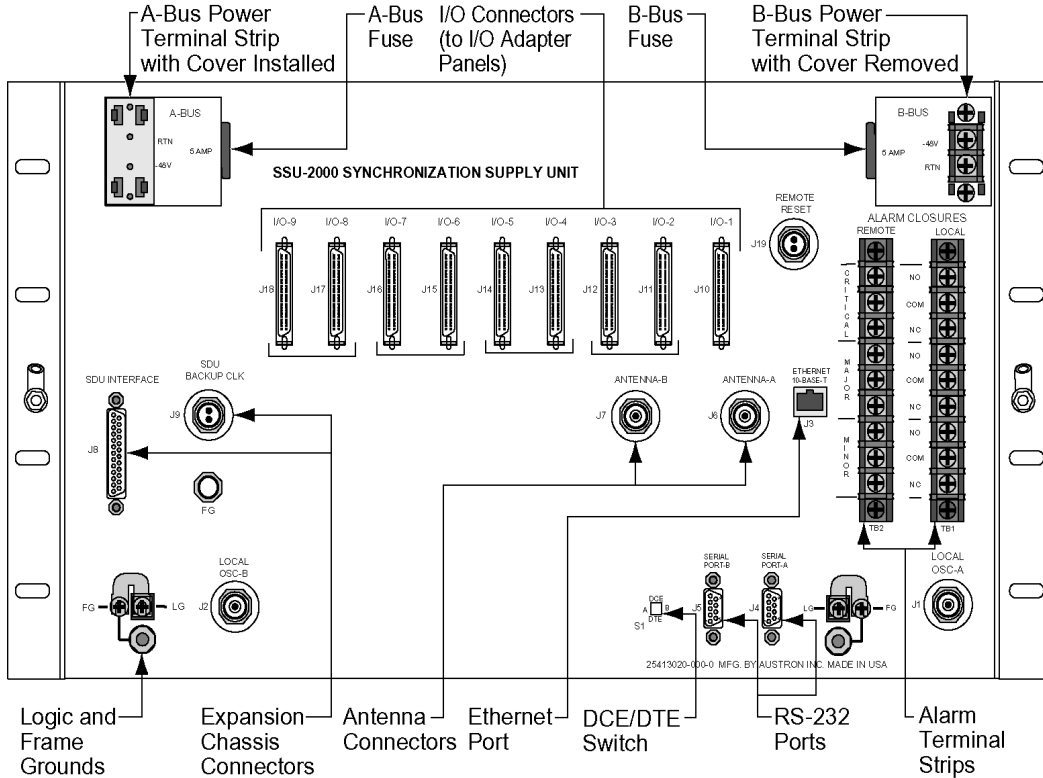 A-Bus Power
Terminal Strip
with Cover Installed
A-Bus
Fuse
I/O Connectors
(to I/O Adapter
Panels)
B-Bus
Fuse
B-Bus Power
Terminal Strip
with Cover Removed
A-BUS
RTN
-48V
5 AMP
B-BUS
5 AMP
-48V
RTN
SSU-2000 SYNCHRONIZATION SUPPLY UNIT
I/O-9
I/O-8
I/O-7
I/O-6
I/O-5
I/O-4
I/O-3
I/O-2
I/O-1
J18
J17
J16
J15
J14
J13
J12
J11
J10
REMOTE
RESET
J19
ALARM CLOSURES
REMOTE
LOCAL
CRITICAL
MAJOR
MINOR
NO
COM
NC
NO
COM
NC
NO
COM
NC
TB2
TB1
SDU INTERFACE
J8
SDU
BACKUP CLK
J9
FG
ANTENNA-B
J7
ANTENNA-A
J6
ETHERNET
10-BASE-T
J3
FG
LG
LOCAL
OSC-B
J2
DCE
A
B
DTE
S1
SERIAL
PORT-B
J5
SERIAL
PORT-A
J4
LG
FG
LOCAL
OSC-A
J1
25413020-000-0 MFG. BY AUSTRON INC. MADE IN USA
Logic and
Frame
Grounds
Expansion
Chassis
Connectors
Antenna
Connectors
Ethernet
Port
DCE/DTE
Switch
RS-232
Ports
Alarm
Terminal
Strips